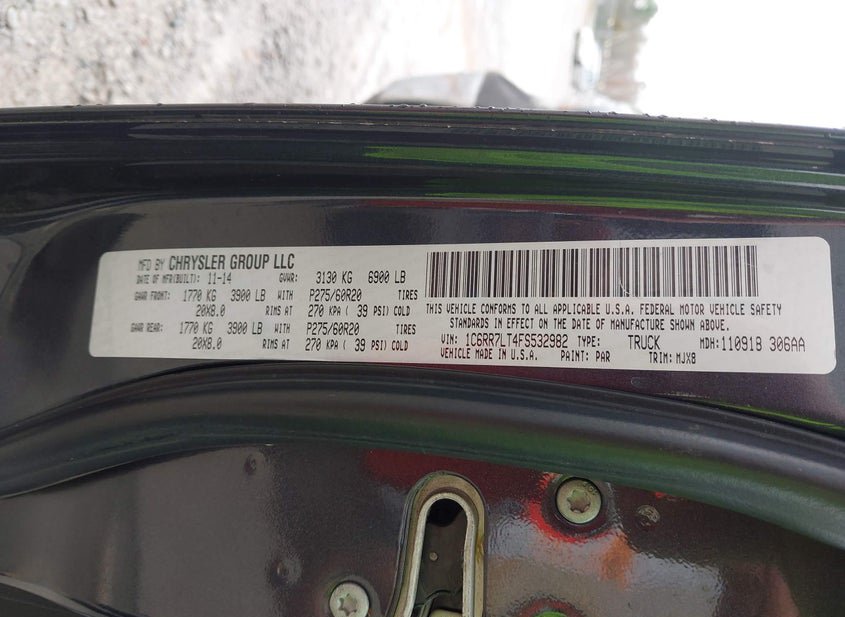 MFD BY CHRYSLER GROUP LLC
DATE OF MFR(BUILT): 11-14 GVWR: 3130 KG 6900 LB
GAWR FRONT: 1770 KG 3900 LB WITH P275/60R20 TIRES
20X8.0 RIMS AT 270 KPA ( 39 PSI) COLD
GAWR REAR: 1770 KG 3900 LB WITH P275/60R20 TIRES
20X8.0 RIMS AT 270 KPA ( 39 PSI) COLD
THIS VEHICLE CONFORMS TO ALL APPLICABLE U.S.A. FEDERAL MOTOR VEHICLE SAFETY
STANDARDS IN EFFECT ON THE DATE OF MANUFACTURE SHOWN ABOVE.
VIN: 1C6RR7LT4FS532982 TYPE: TRUCK MDH: 110918 306AA
VEHICLE MADE IN U.S.A. PAINT: PAR TRIM: MJX8